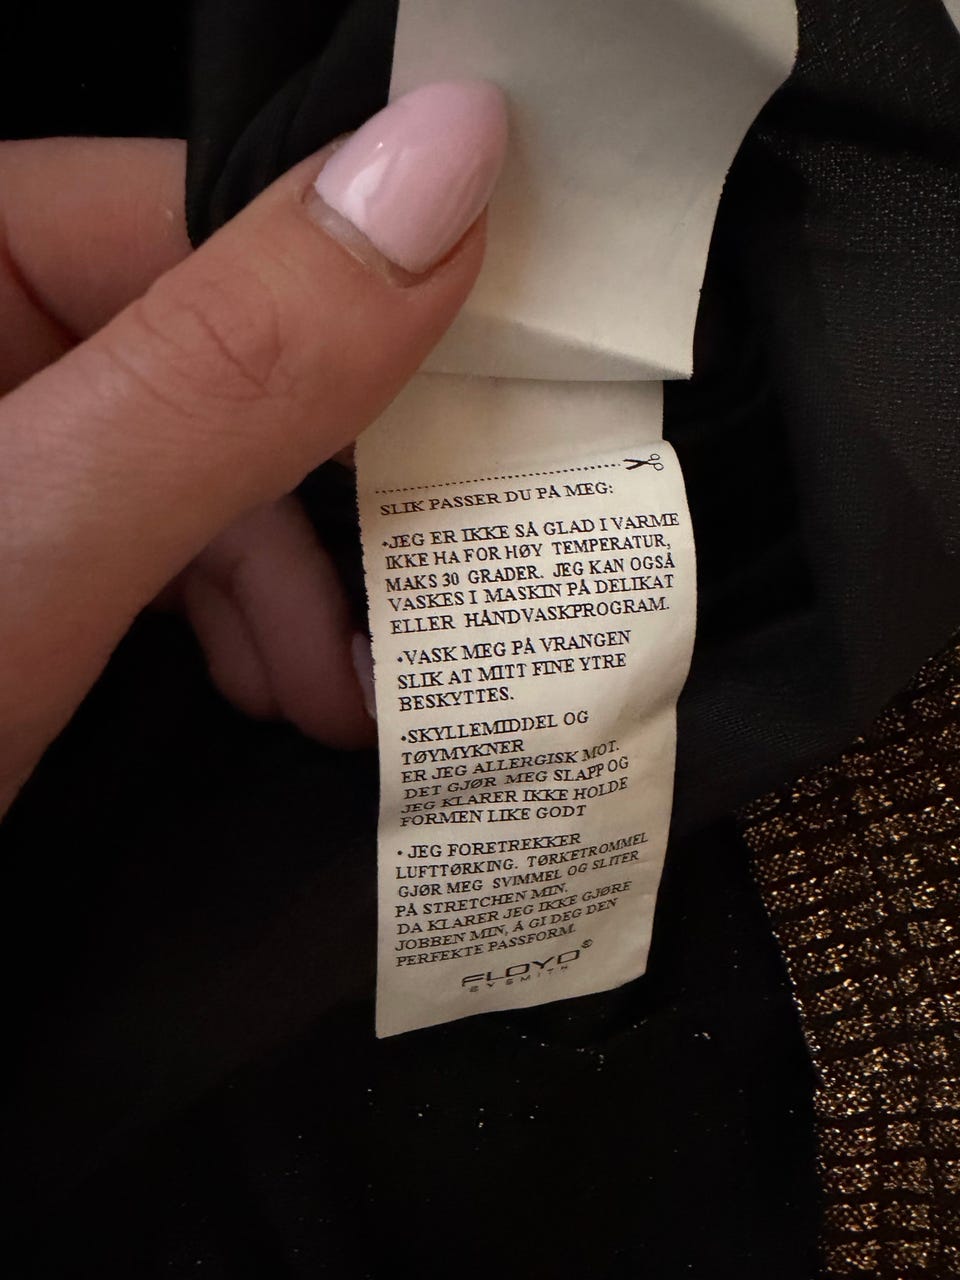 SLIK PASSER DU PÅ MEG:
•JEG ER IKKE SÅ GLAD I VARME
IKKE HA FOR HØY TEMPERATUR,
MAKS 30 GRADER. JEG KAN OGSÅ
VASKES I MASKIN PÅ DELIKAT
ELLER HÅNDVASKPROGRAM.
•VASK MEG PÅ VRANGEN
SLIK AT MITT FINE YTRE
BESKYTTES.
•SKYLLEMIDDEL OG
TØYMYKNER
ER JEG ALLERGISK MOT.
DET GJØR MEG SLAPP OG
JEG KLARER IKKE HOLDE
FORMEN LIKE GODT
• JEG FORETREKKER
LUFTTØRKING. TØRKETROMMEL
GJØR MEG SVIMMEL OG SLITER
PÅ STRETCHEN MIN.
DA KLARER JEG IKKE GJØRE
JOBBEN MIN, Å GI DEG DEN
PERFEKTE PASSFORM.
FLOYD®
BY SMITH